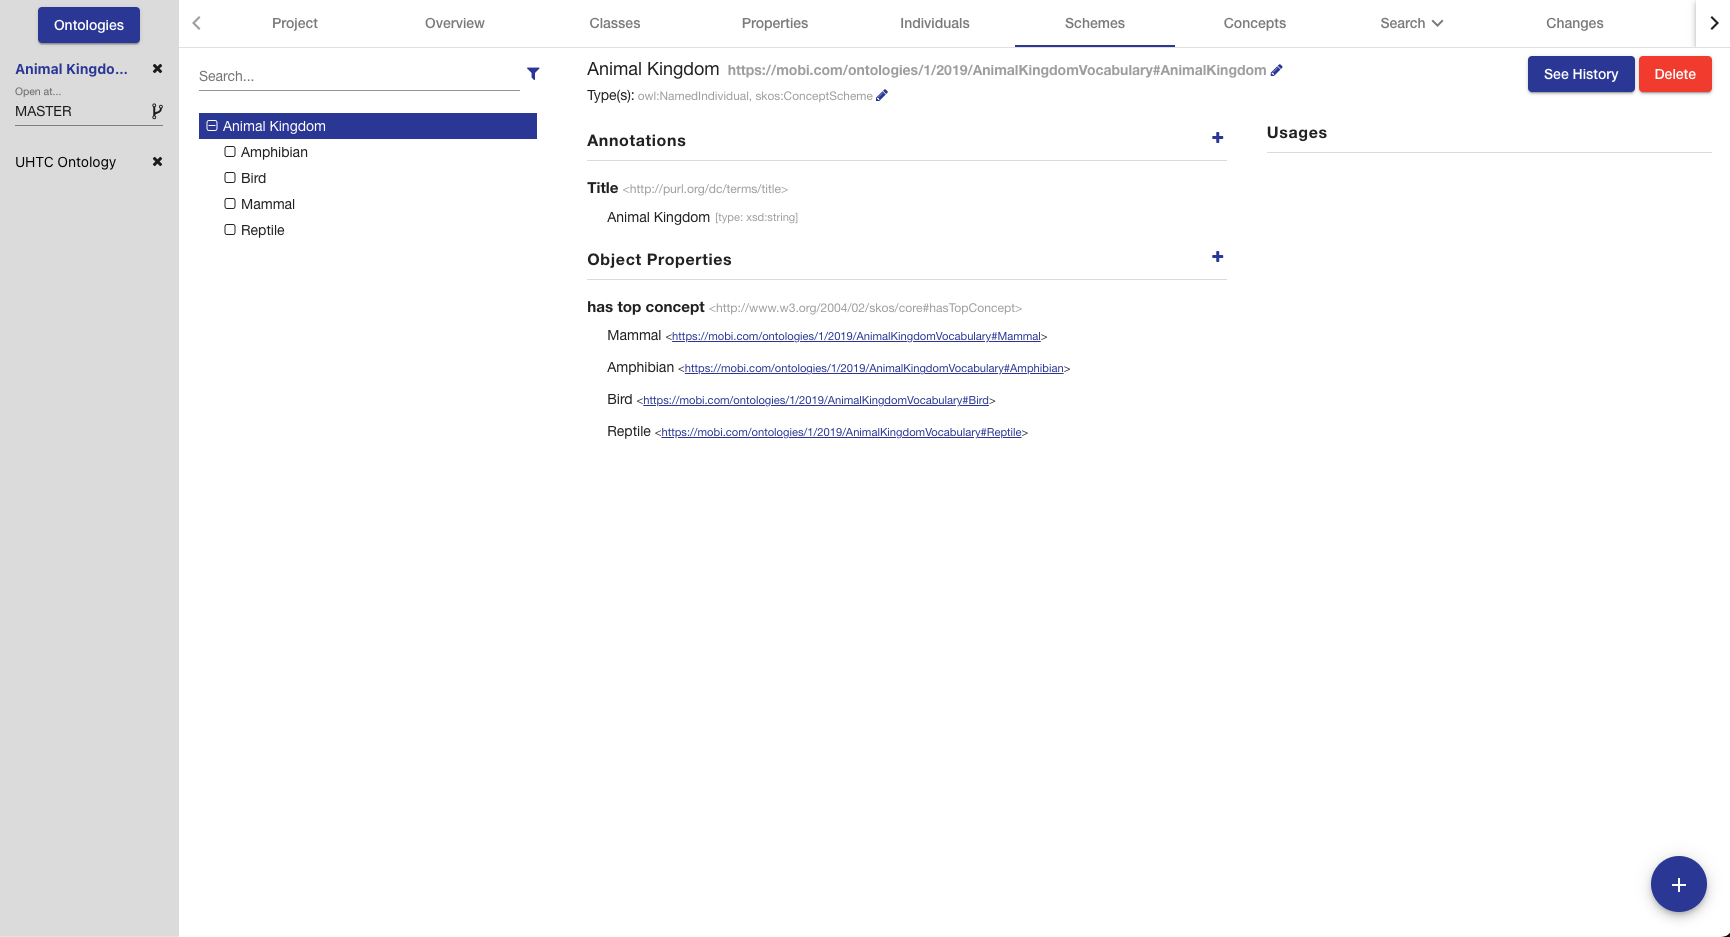 Ontologies
Project
Overview
Classes
Properties
Individuals
Schemes
Concepts
Search
Changes
Animal Kingdo...
Open at...
MASTER
UHTC Ontology
Search...
Animal Kingdom
Amphibian
Bird
Mammal
Reptile
Animal Kingdom https://mobi.com/ontologies/1/2019/AnimalKingdomVocabulary#AnimalKingdom
Type(s): owl:NamedIndividual, skos:ConceptScheme
See History
Delete
Annotations
Title <http://purl.org/dc/terms/title>
Animal Kingdom [type: xsd:string]
Object Properties
has top concept <http://www.w3.org/2004/02/skos/core#hasTopConcept>
Mammal <https://mobi.com/ontologies/1/2019/AnimalKingdomVocabulary#Mammal>
Amphibian <https://mobi.com/ontologies/1/2019/AnimalKingdomVocabulary#Amphibian>
Bird <https://mobi.com/ontologies/1/2019/AnimalKingdomVocabulary#Bird>
Reptile <https://mobi.com/ontologies/1/2019/AnimalKingdomVocabulary#Reptile>
Usages